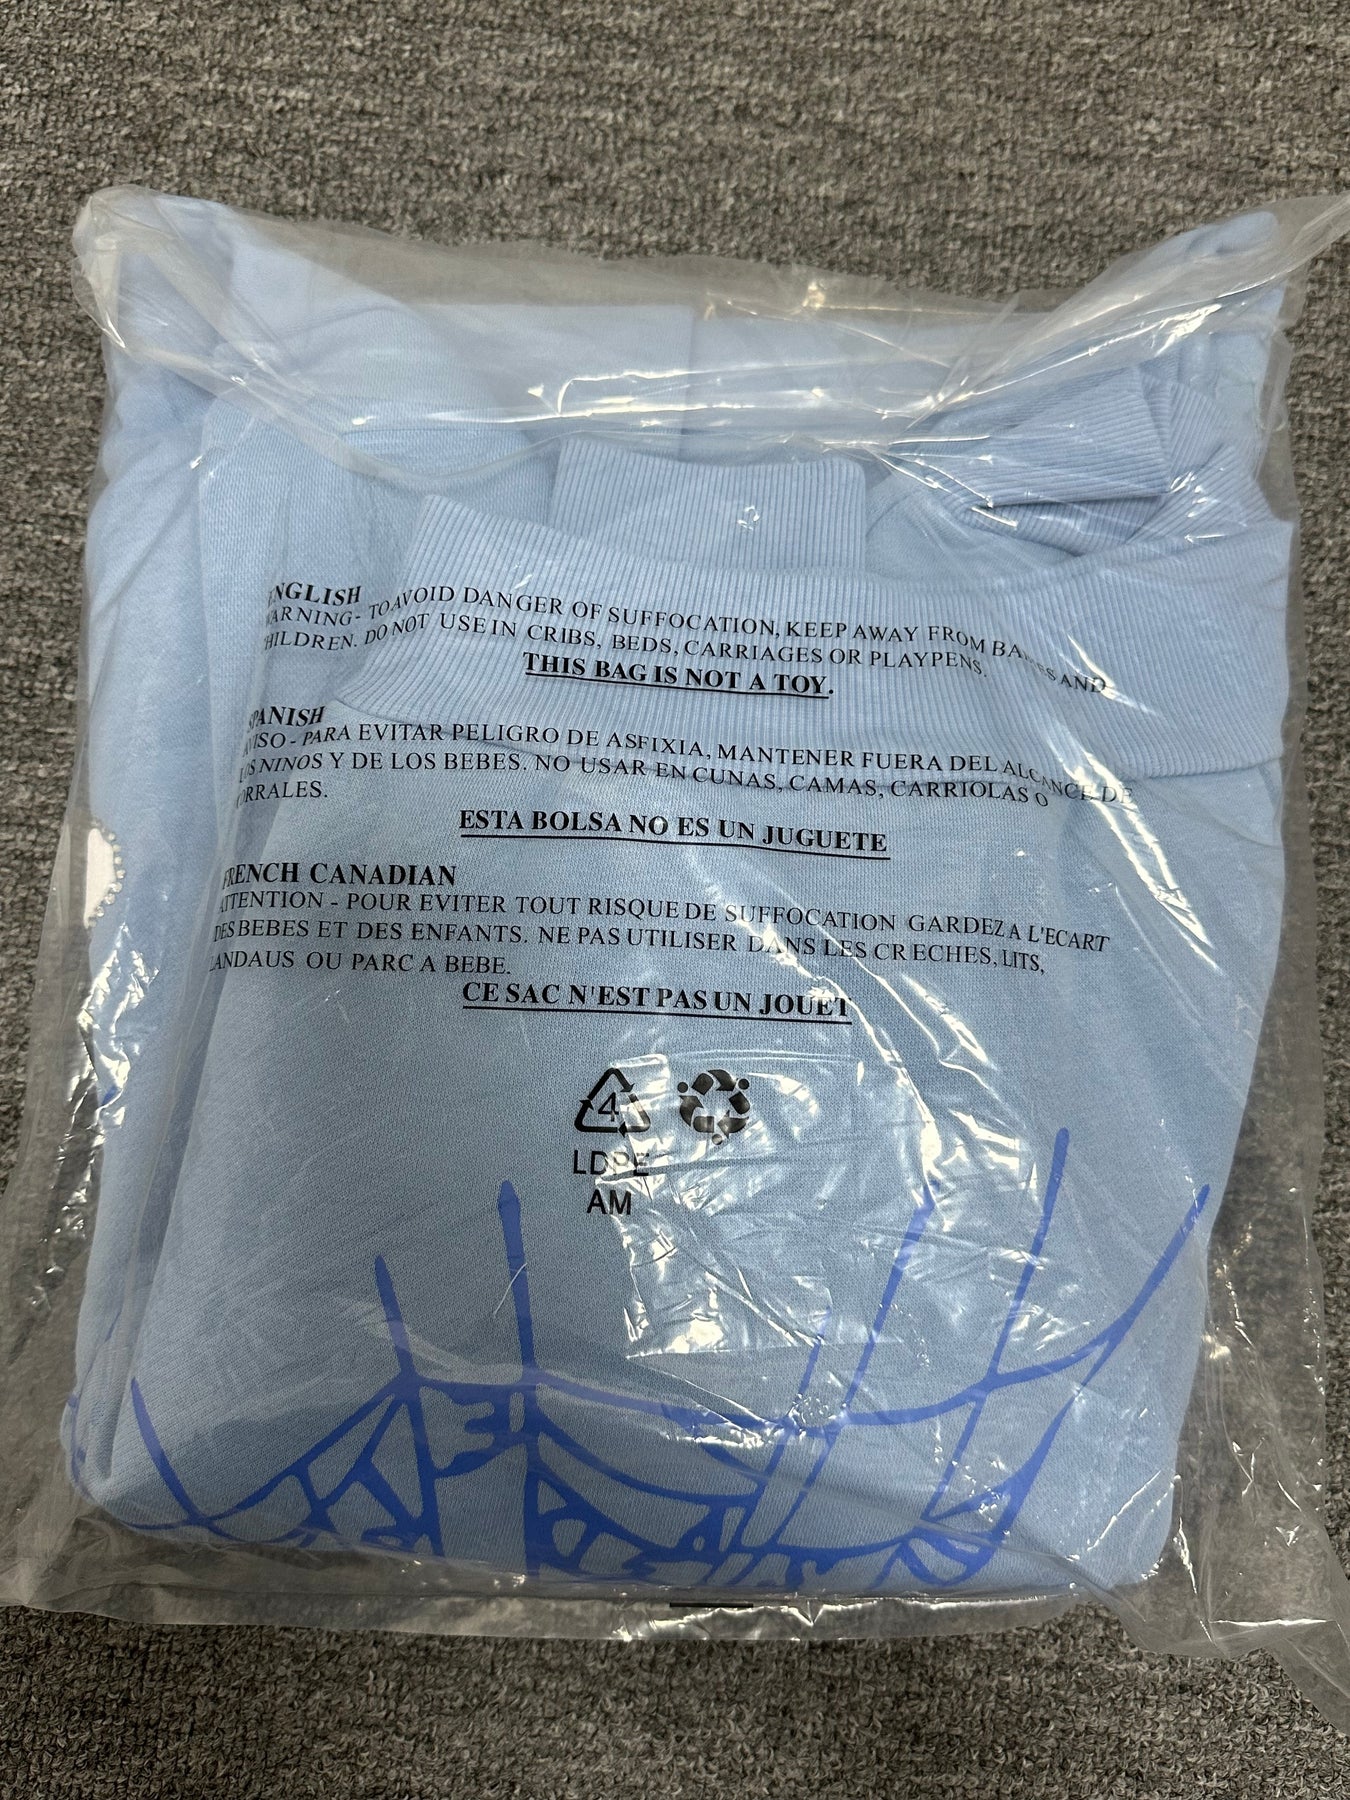 ENGLISH
WARNING- TO AVOID DANGER OF SUFFOCATION, KEEP AWAY FROM BABIES AND
CHILDREN. DO NOT USE IN CRIBS, BEDS, CARRIAGES OR PLAYPENS.
THIS BAG IS NOT A TOY.
SPANISH
AVISO - PARA EVITAR PELIGRO DE ASFIXIA, MANTENER FUERA DEL ALCANCE DE
LOS NINOS Y DE LOS BEBES. NO USAR EN CUNAS, CAMAS, CARRIOLAS O
CORRALES.
ESTA BOLSA NO ES UN JUGUETE
FRENCH CANADIAN
ATTENTION - POUR EVITER TOUT RISQUE DE SUFFOCATION GARDEZ A L'ECART
DES BEBES ET DES ENFANTS. NE PAS UTILISER DANS LES CRECHES, LITS,
LANDAUS OU PARC A BEBE.
CE SAC N'EST PAS UN JOUET
4
LDPE
AM